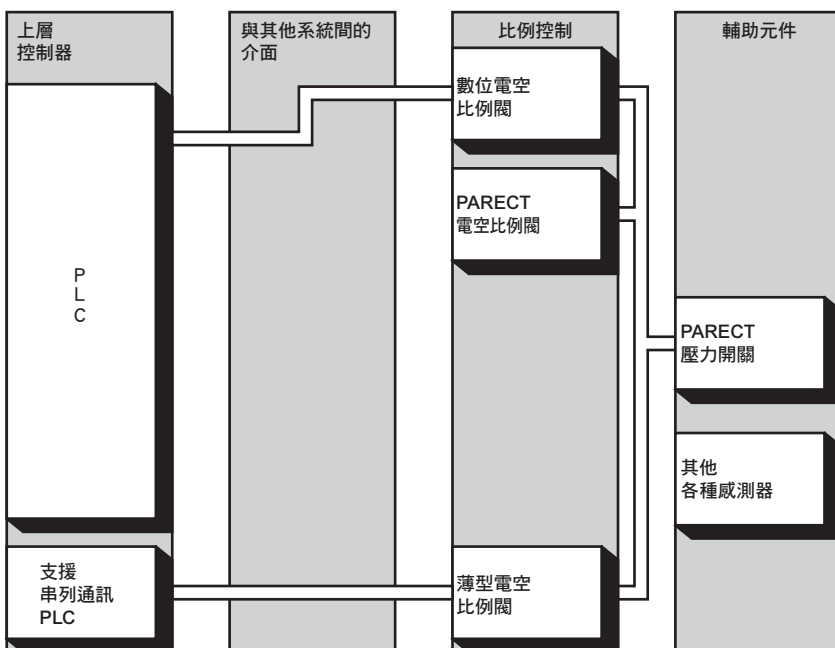 上層
控制器
與其他系統間的
介面
比例控制
輔助元件
P
L
C
數位電空
比例閥
PARECT
電空比例閥
PARECT
壓力開關
其他
各種感測器
支援
串列通訊
PLC
薄型電空
比例閥